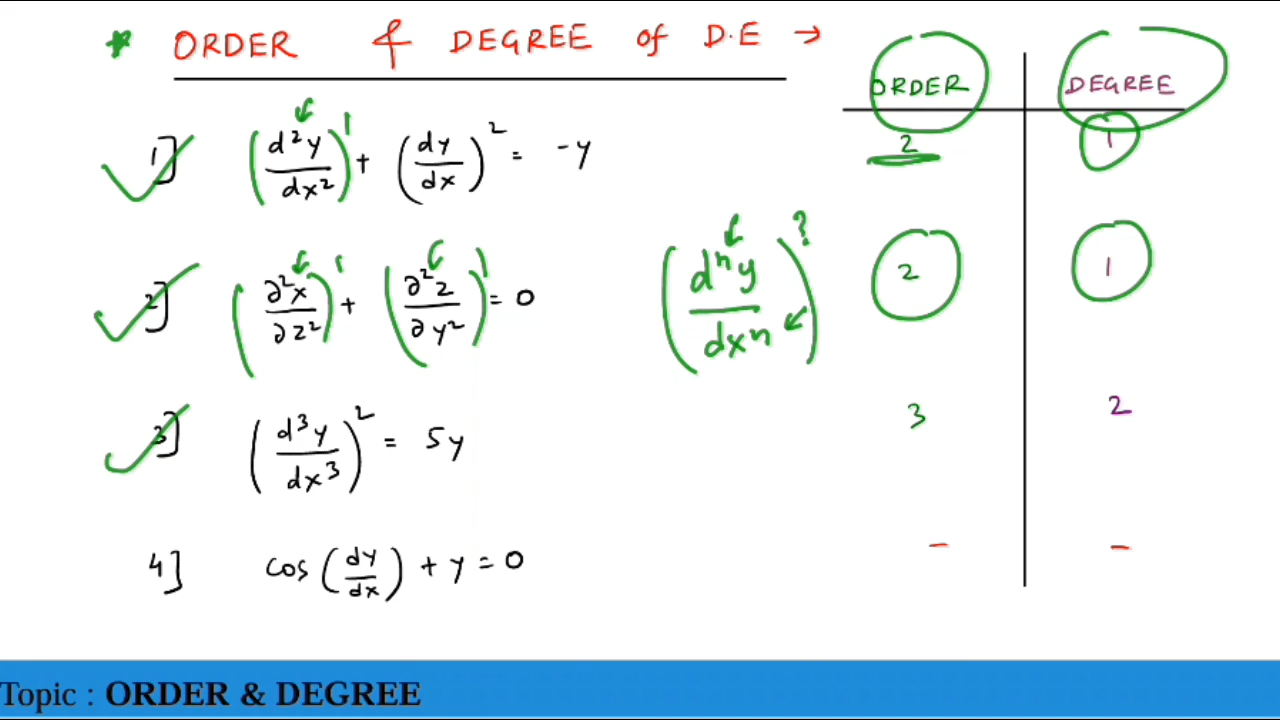 * ORDER & DEGREE of D.E →
ORDER DEGREE
1] (d²y/dx²)¹ + (dy/dx)² = -y 2 1
2] (∂²x/∂z²)¹ + (∂²z/∂y²)¹ = 0 (dⁿy/dxⁿ)? 2 1
3] (d³y/dx³)² = 5y 3 2
4] cos (dy/dx) + y = 0 - -
Topic : ORDER & DEGREE